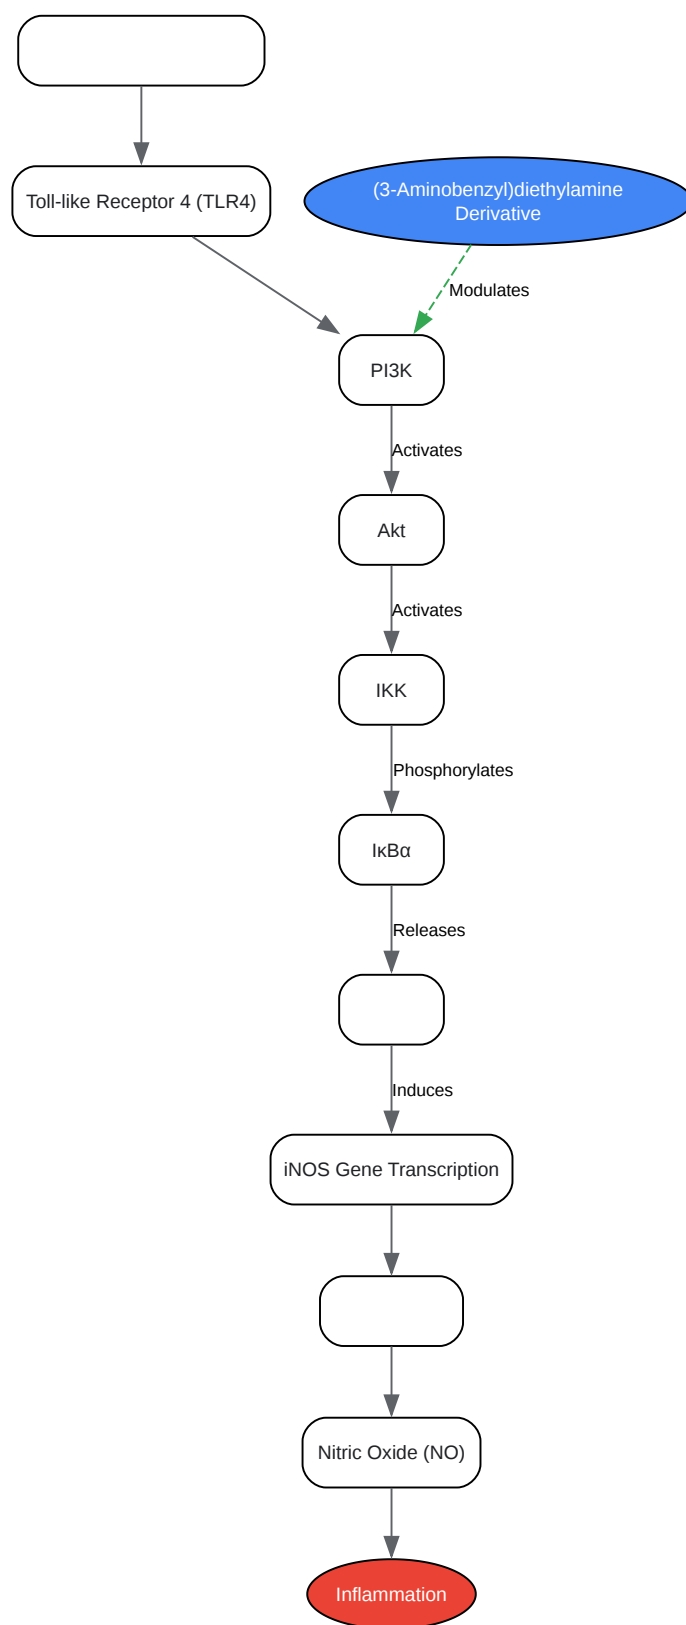 Toll-like Receptor 4 (TLR4)
(3-Aminobenzyl)diethylamine
Derivative
Modulates
PI3K
Activates
Akt
Activates
IKK
Phosphorylates
IκBα
Releases
Induces
iNOS Gene Transcription
Nitric Oxide (NO)
Inflammation